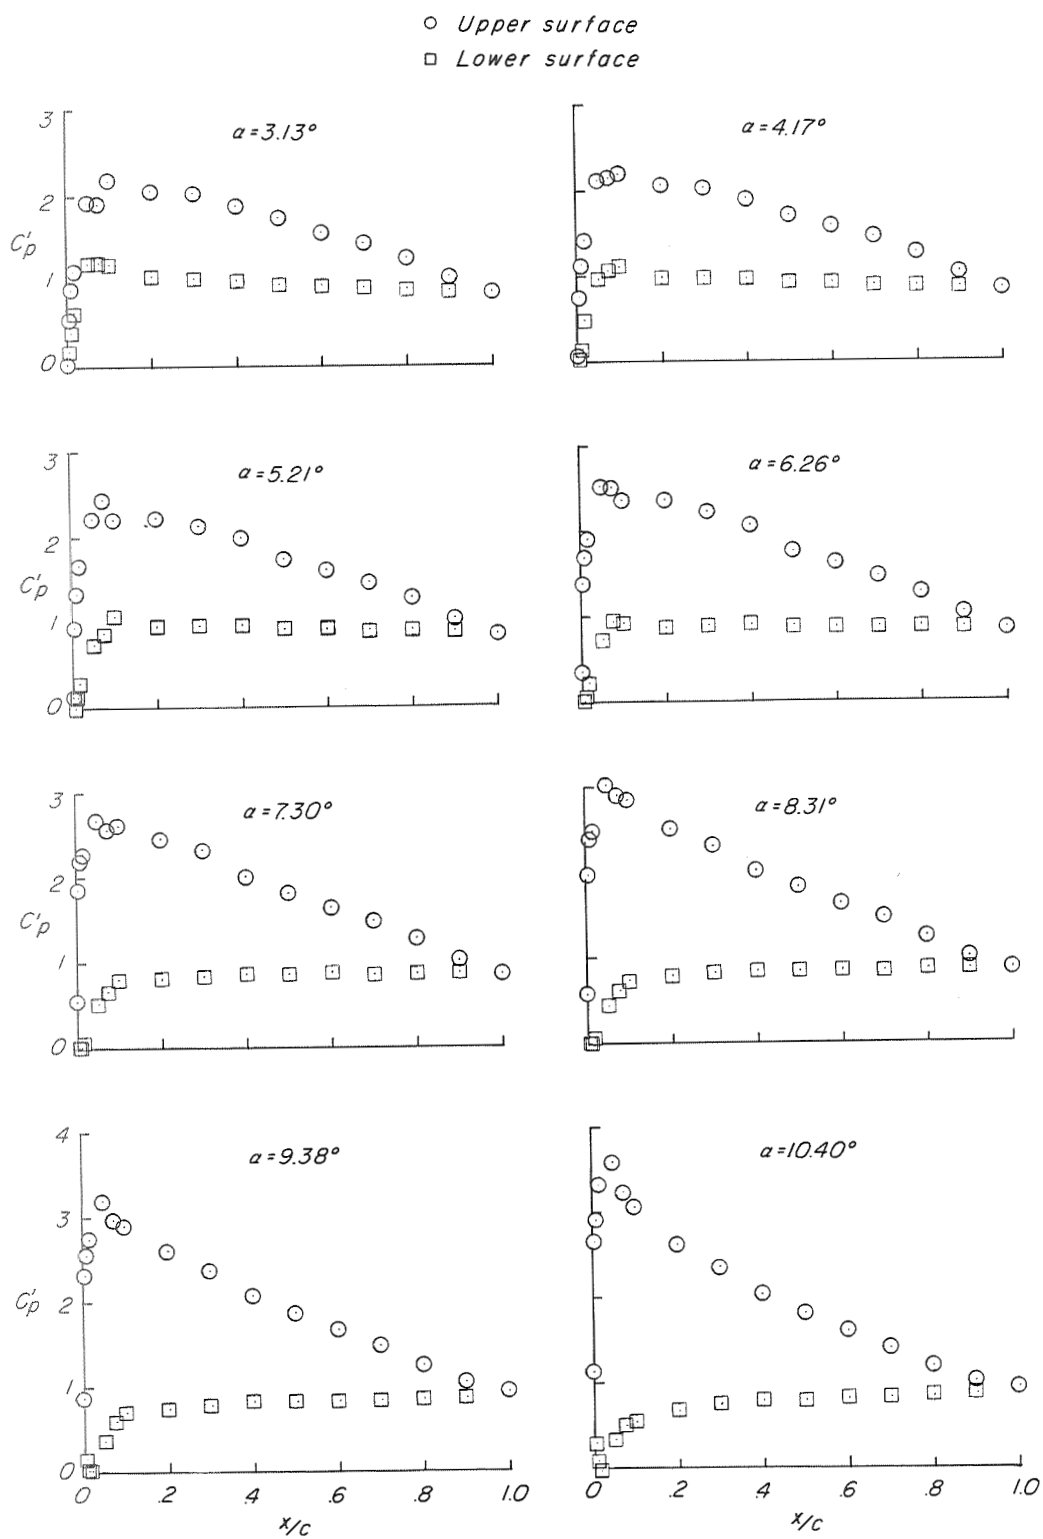 Upper surface
Lower surface
α=3.13°
α=4.17°
3
2
C'p
1
0
α=5.21°
α=6.26°
3
2
C'p
1
0
α=7.30°
α=8.31°
3
2
C'p
1
0
α=9.38°
α=10.40°
4
3
C'p
2
1
0
0 .2 .4 .6 .8 1.0
0 .2 .4 .6 .8 1.0
x/c
x/c